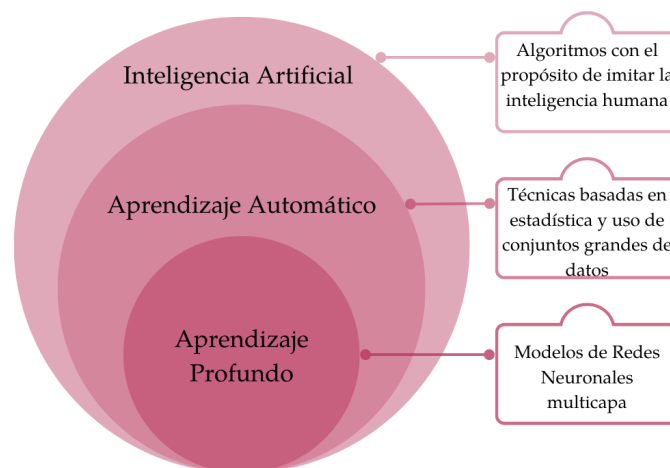 Inteligencia Artificial
Algoritmos con el
propósito de imitar la
inteligencia humana
Aprendizaje Automático
Técnicas basadas en
estadística y uso de
conjuntos grandes de
datos
Aprendizaje
Profundo
Modelos de Redes
Neuronales
multicapa